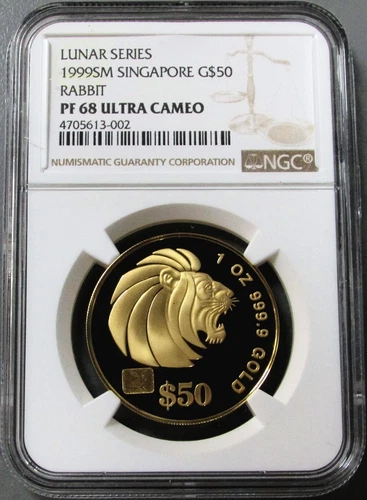 LUNAR SERIES
1999SM SINGAPORE G$50
RABBIT
PF 68 ULTRA CAMEO
4705613-002
NUMISMATIC GUARANTY CORPORATION
NGC®
1 OZ 999.9 GOLD
$50